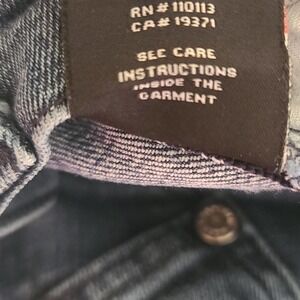 RN# 110113
CA# 19371
SEE CARE
INSTRUCTIONS
INSIDE THE
GARMENT